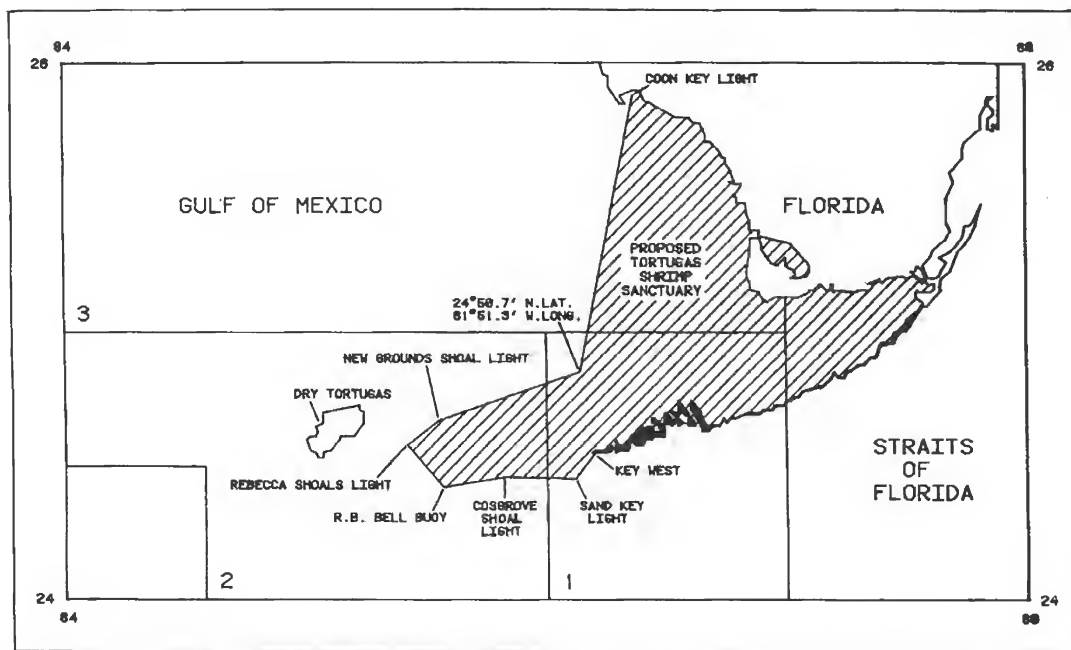 84
80
26
26
COON KEY LIGHT
GULF OF MEXICO
FLORIDA
PROPOSED
TORTUGAS
SHRIMP
SANCTUARY
24°50.7' N.LAT.
81°51.3' W.LONG.
3
NEW GROUNDS SHOAL LIGHT
DRY TORTUGAS
STRAITS
OF
FLORIDA
KEY WEST
REBECCA SHOALS LIGHT
R.B. BELL BUOY
COSGROVE
SHOAL
LIGHT
SAND KEY
LIGHT
2
1
24
24
84
80